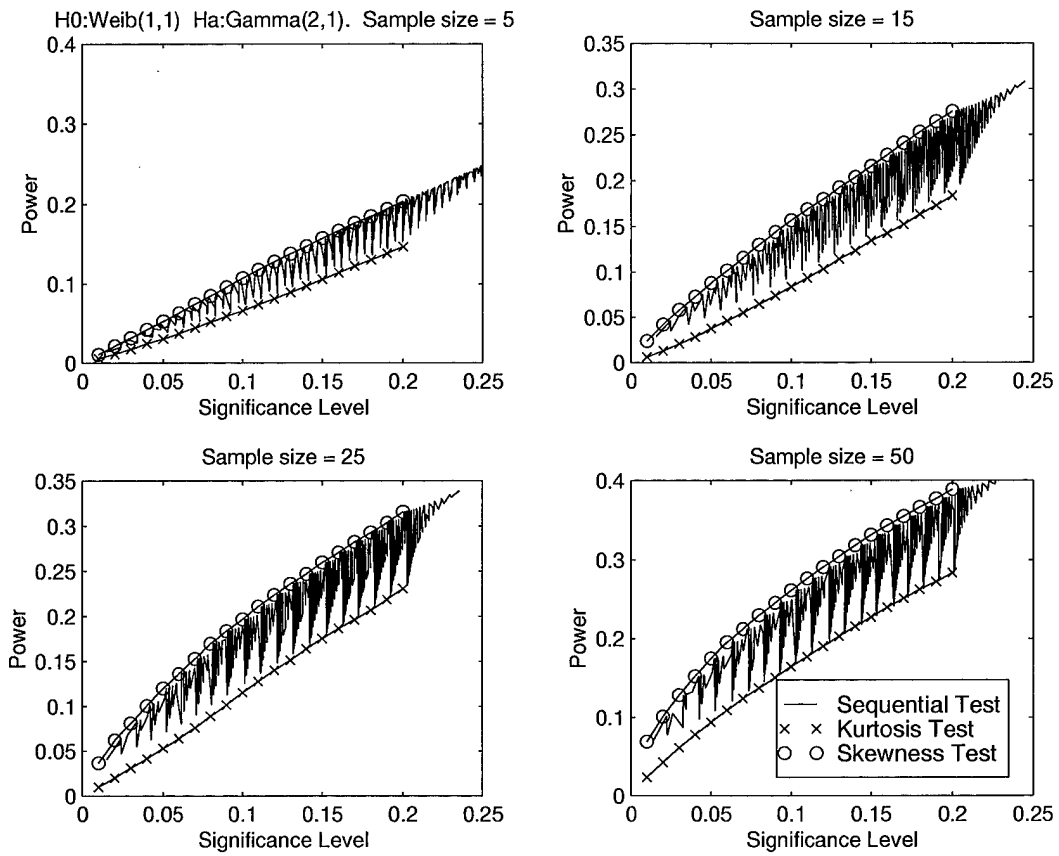 H0:Weib(1,1) Ha:Gamma(2,1). Sample size = 5
0.4
0.3
0.2
0.1
0
Power
0 0.05 0.1 0.15 0.2 0.25
Significance Level
Sample size = 15
0.35
0.3
0.25
0.2
0.15
0.1
0.05
0
Power
0 0.05 0.1 0.15 0.2 0.25
Significance Level
Sample size = 25
0.35
0.3
0.25
0.2
0.15
0.1
0.05
0
Power
0 0.05 0.1 0.15 0.2 0.25
Significance Level
Sample size = 50
0.4
0.3
0.2
0.1
0
Power
Sequential Test
Kurtosis Test
Skewness Test
0 0.05 0.1 0.15 0.2 0.25
Significance Level